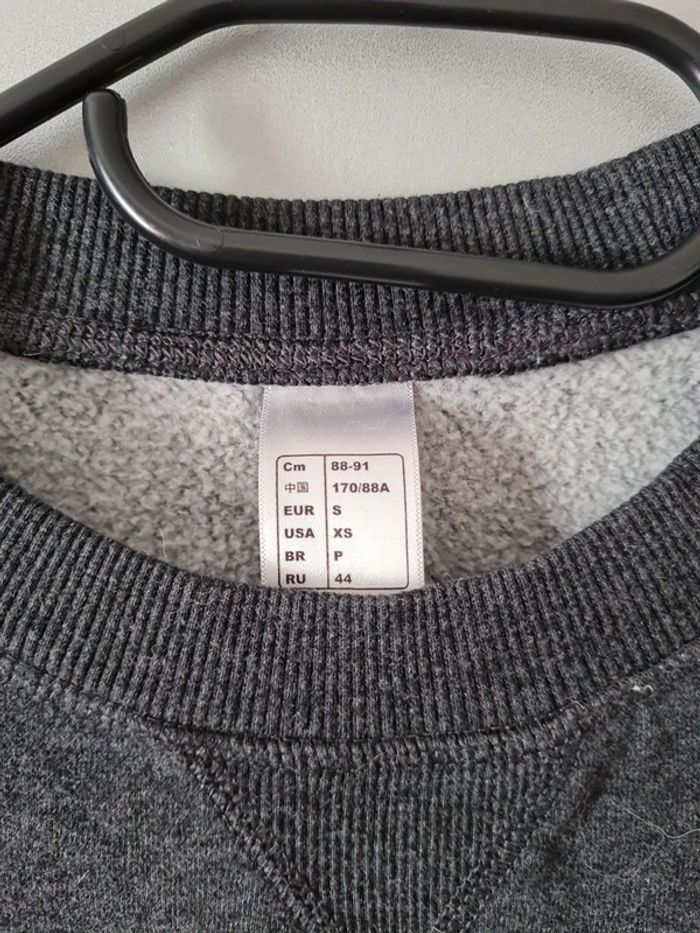 Cm 88-91
中国 170/88A
EUR S
USA XS
BR P
RU 44